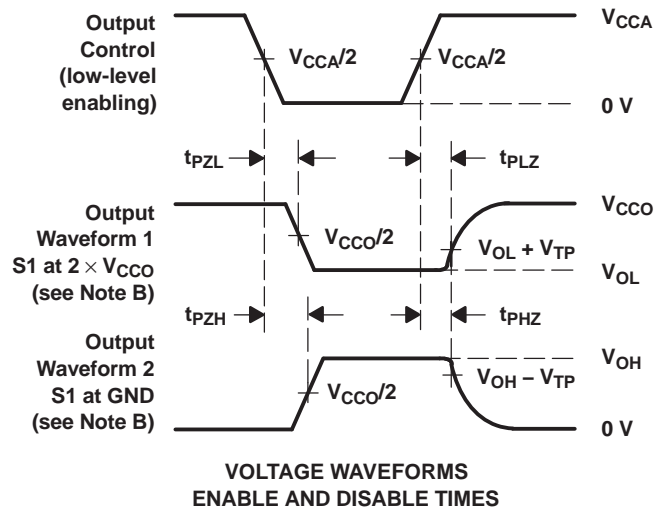 Output
Control
(low-level
enabling)
VCCA/2
VCCA/2
VCCA
0 V
tPZL
tPLZ
Output
Waveform 1
S1 at 2 × VCCO
(see Note B)
VCCO/2
VCCO
VOL + VTP
VOL
tPZH
tPHZ
Output
Waveform 2
S1 at GND
(see Note B)
VCCO/2
VOH
VOH − VTP
0 V
VOLTAGE WAVEFORMS
ENABLE AND DISABLE TIMES